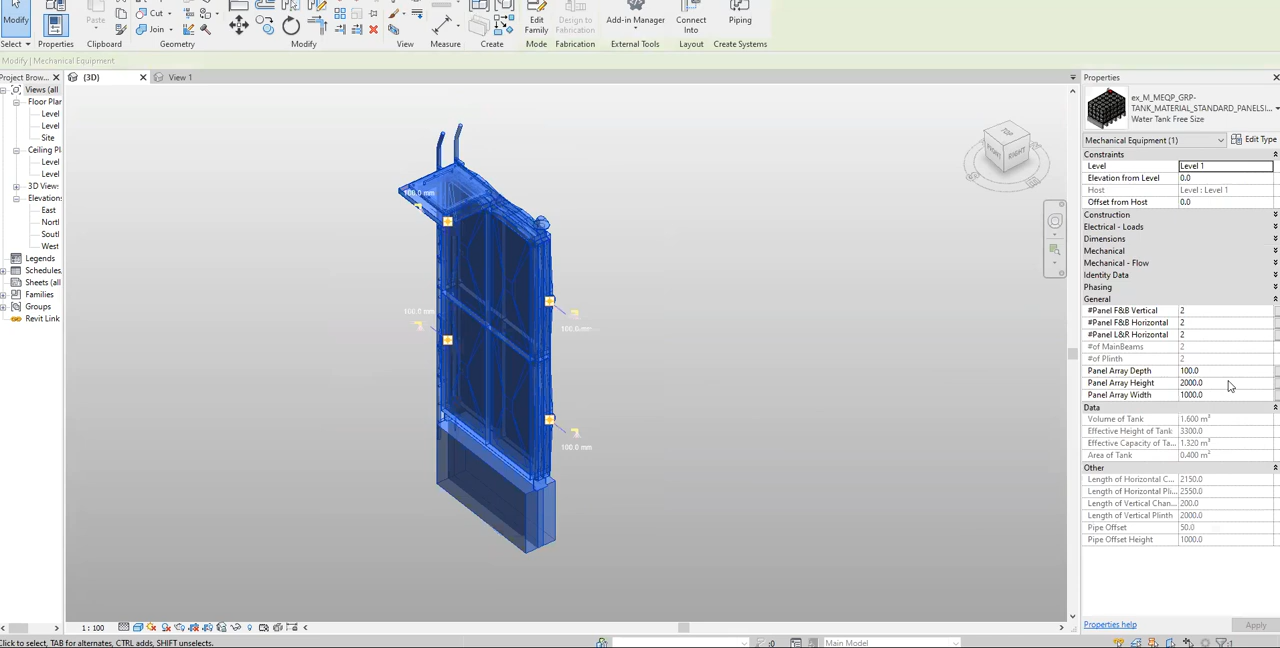 Modify
Select
Properties
Paste
Clipboard
Cut
Join
Geometry
Modify
View
Measure
Create
Edit
Family
Mode
Design to
Fabrication
Fabrication
Add-in Manager
External Tools
Connect
Into
Layout
Piping
Create Systems
Modify | Mechanical Equipment
Project Brow...
{3D}
View 1
Views (all
Floor Plan
Level
Level
Site
Ceiling Pl
Level
Level
3D View:
Elevations
East
North
South
West
Legends
Schedules,
Sheets (all
Families
Groups
Revit Link
100.0 mm
100.0 mm
100.0 mm
TOP
FRONT
RIGHT
Properties
ex_M_MEQP_GRP-
TANK_MATERIAL_STANDARD_PANELSI...
Water Tank Free Size
Mechanical Equipment (1)
Edit Type
Constraints
Level Level 1
Elevation from Level 0.0
Host Level : Level 1
Offset from Host 0.0
Construction
Electrical - Loads
Dimensions
Mechanical
Mechanical - Flow
Identity Data
Phasing
General
#Panel F&B Vertical 2
#Panel F&B Horizontal 2
#Panel L&R Horizontal 2
#of MainBeams 2
#of Plinth 2
Panel Array Depth 100.0
Panel Array Height 2000.0
Panel Array Width 1000.0
Data
Volume of Tank 1.600 m³
Effective Height of Tank 3300.0
Effective Capacity of Ta... 1.320 m³
Area of Tank 0.400 m²
Other
Length of Horizontal C... 2150.0
Length of Horizontal Pli... 2550.0
Length of Vertical Chan... 200.0
Length of Vertical Plinth 2000.0
Pipe Offset 50.0
Pipe Offset Height 1000.0
Properties help
Apply
1 : 100
Click to select, TAB for alternates, CTRL adds, SHIFT unselects.
:0
Main Model
:1